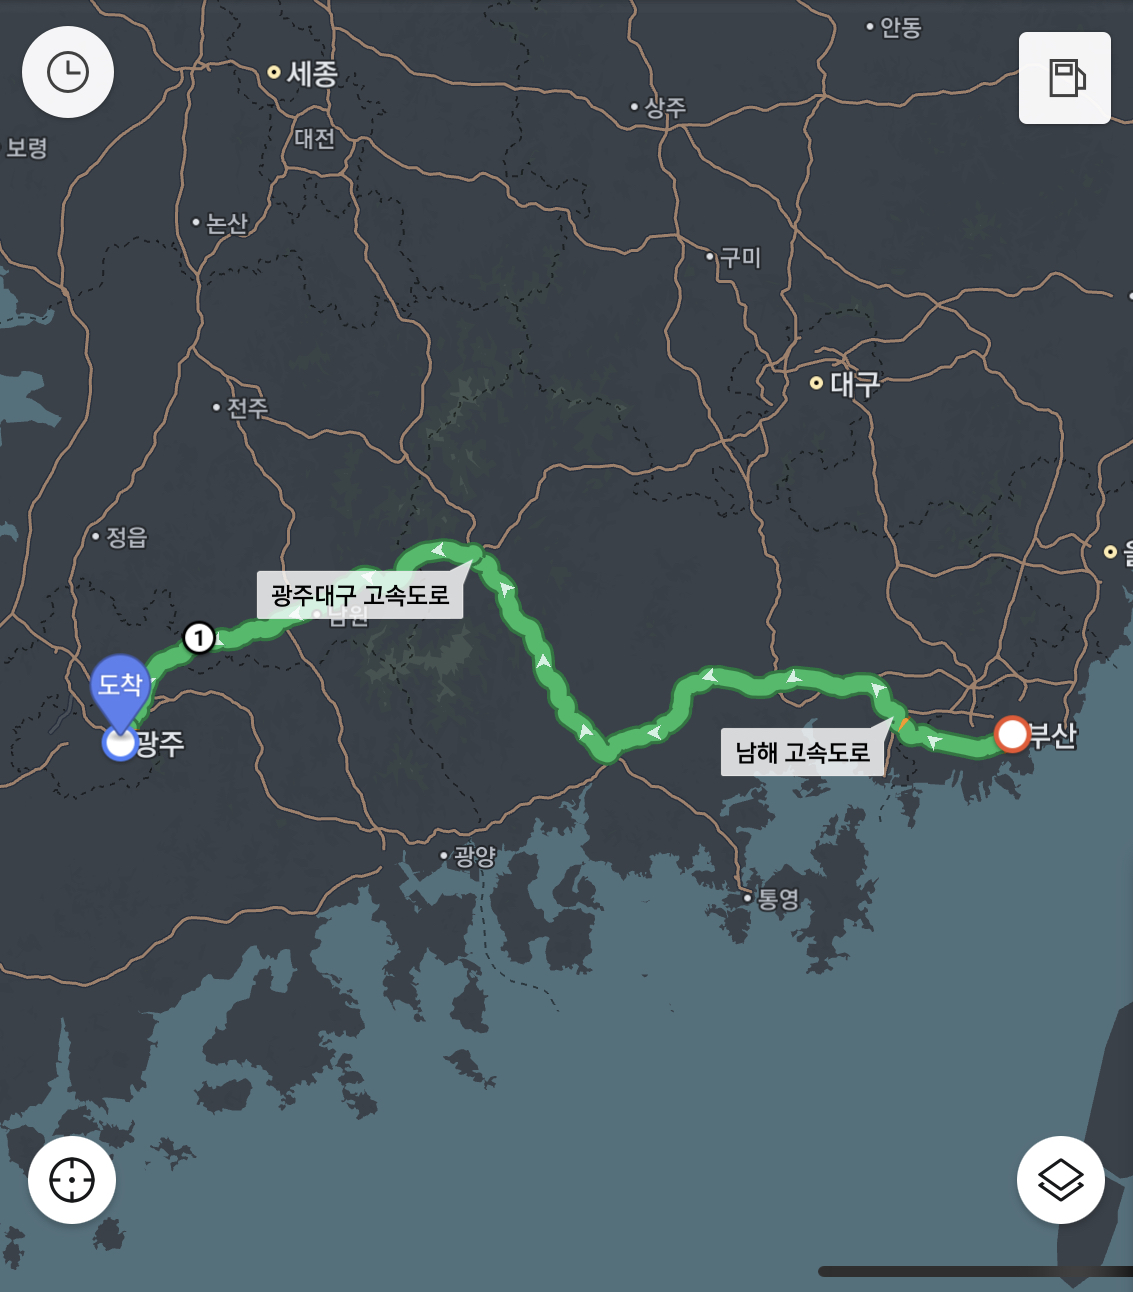 안동
세종
상주
대전
보령
논산
구미
대구
전주
정읍
광주대구 고속도로
남원
1
도착
광주
부산
남해 고속도로
광양
통영